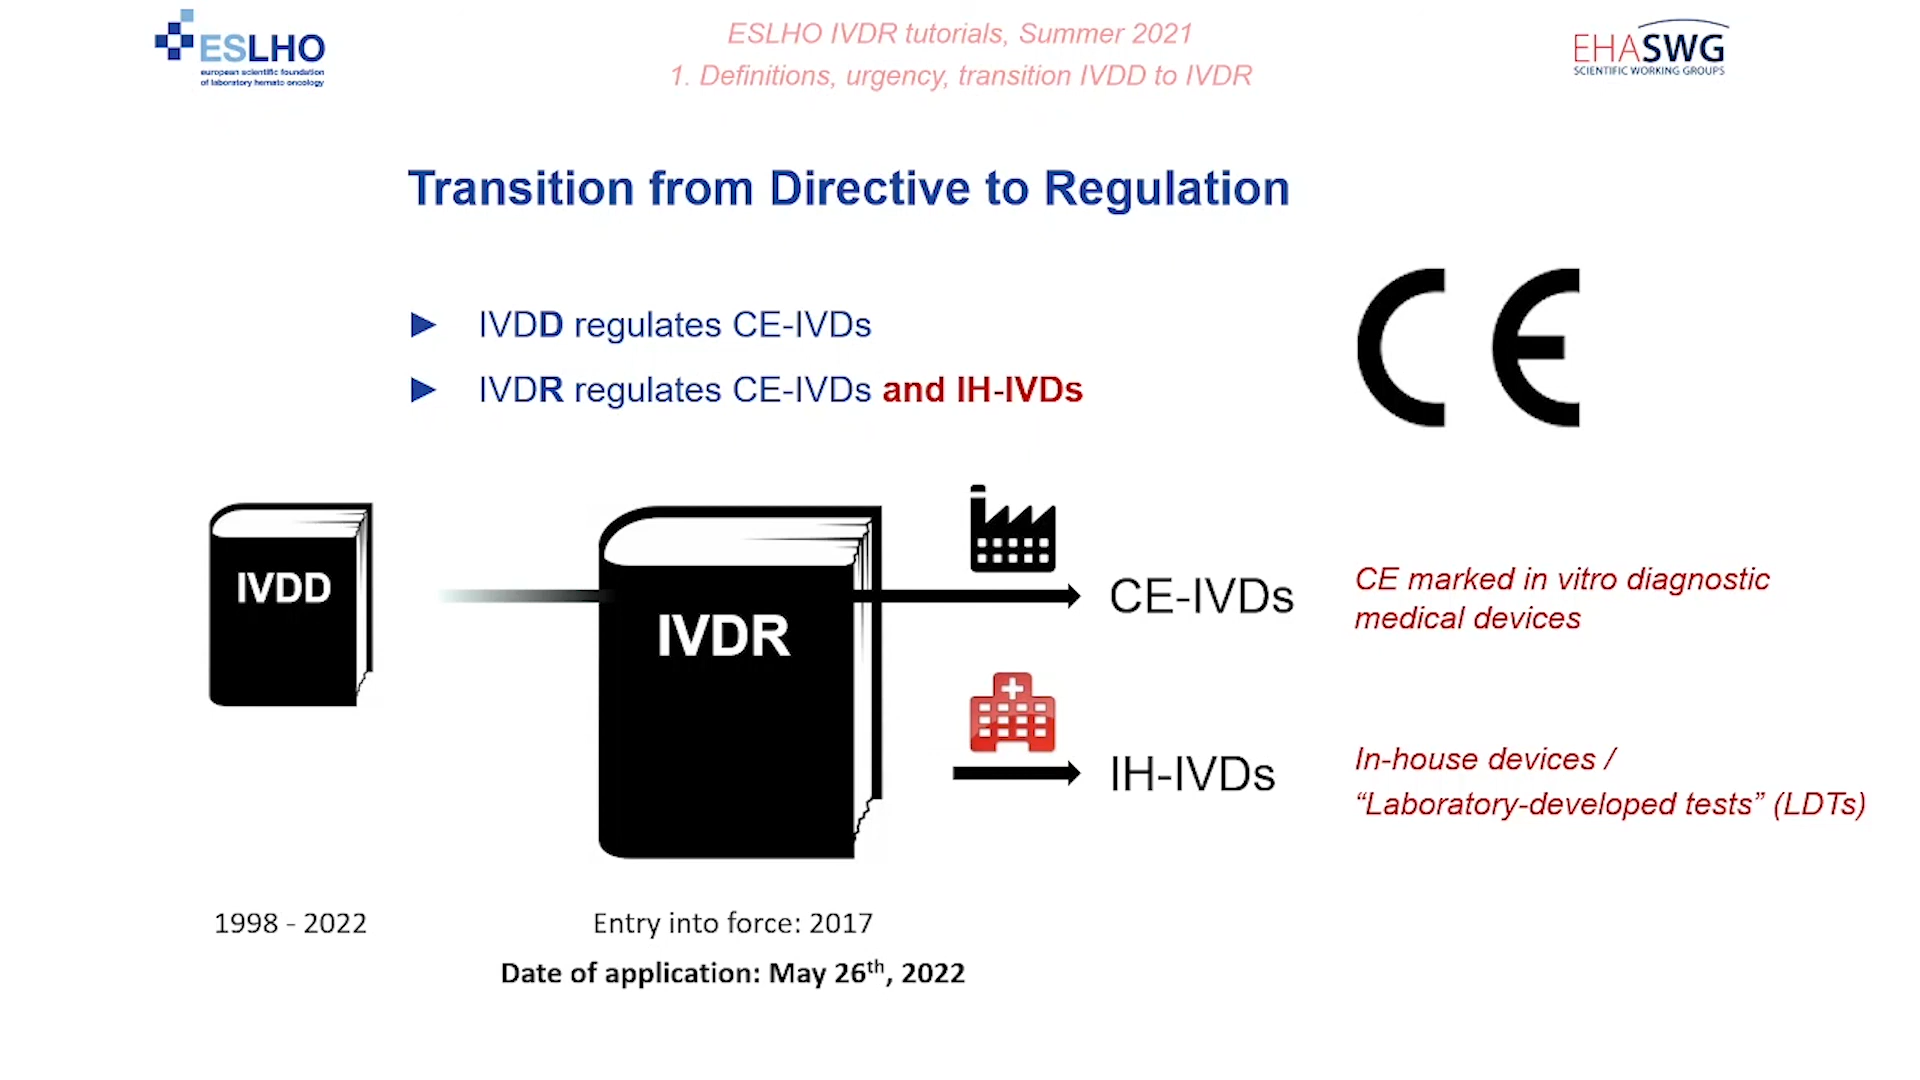 ESLHO
european scientific foundation
of laboratory hemato oncology
ESLHO IVDR tutorials, Summer 2021
1. Definitions, urgency, transition IVDD to IVDR
EHASWG
SCIENTIFIC WORKING GROUPS
Transition from Directive to Regulation
► IVDD regulates CE-IVDs
► IVDR regulates CE-IVDs and IH-IVDs
CE
IVDD
IVDR
CE-IVDs
CE marked in vitro diagnostic
medical devices
IH-IVDs
In-house devices /
“Laboratory-developed tests” (LDTs)
1998 - 2022
Entry into force: 2017
Date of application: May 26th, 2022